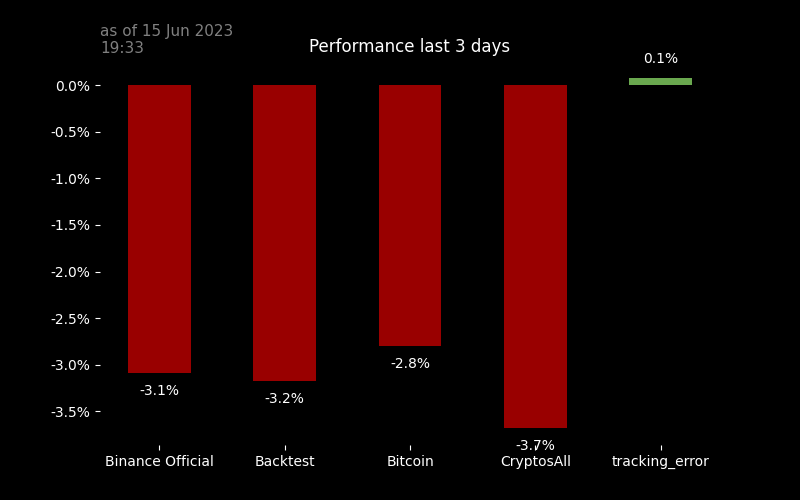 as of 15 Jun 2023
19:33
Performance last 3 days
0.1%
0.0%
-0.5%
-1.0%
-1.5%
-2.0%
-2.5%
-3.0%
-3.5%
-3.1%
-3.2%
-2.8%
-3.7%
Binance Official
Backtest
Bitcoin
CryptosAll
tracking_error